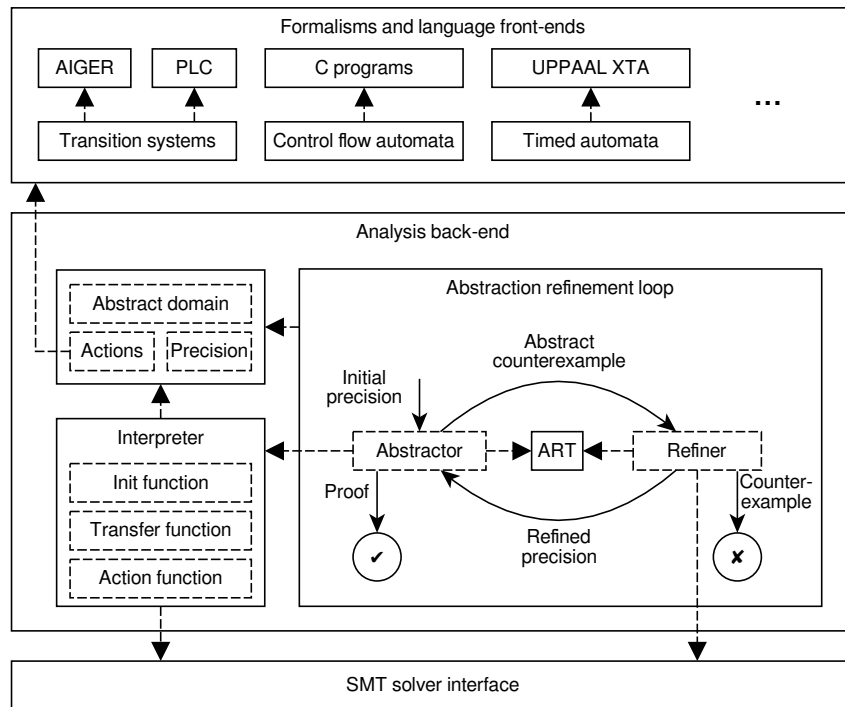 Formalisms and language front-ends
AIGER
PLC
C programs
UPPAAL XTA
...
Transition systems
Control flow automata
Timed automata
Analysis back-end
Abstract domain
Actions
Precision
Interpreter
Init function
Transfer function
Action function
Abstraction refinement loop
Abstract
counterexample
Initial
precision
Abstractor
ART
Refiner
Proof
Counter-
example
Refined
precision
✔
✘
SMT solver interface